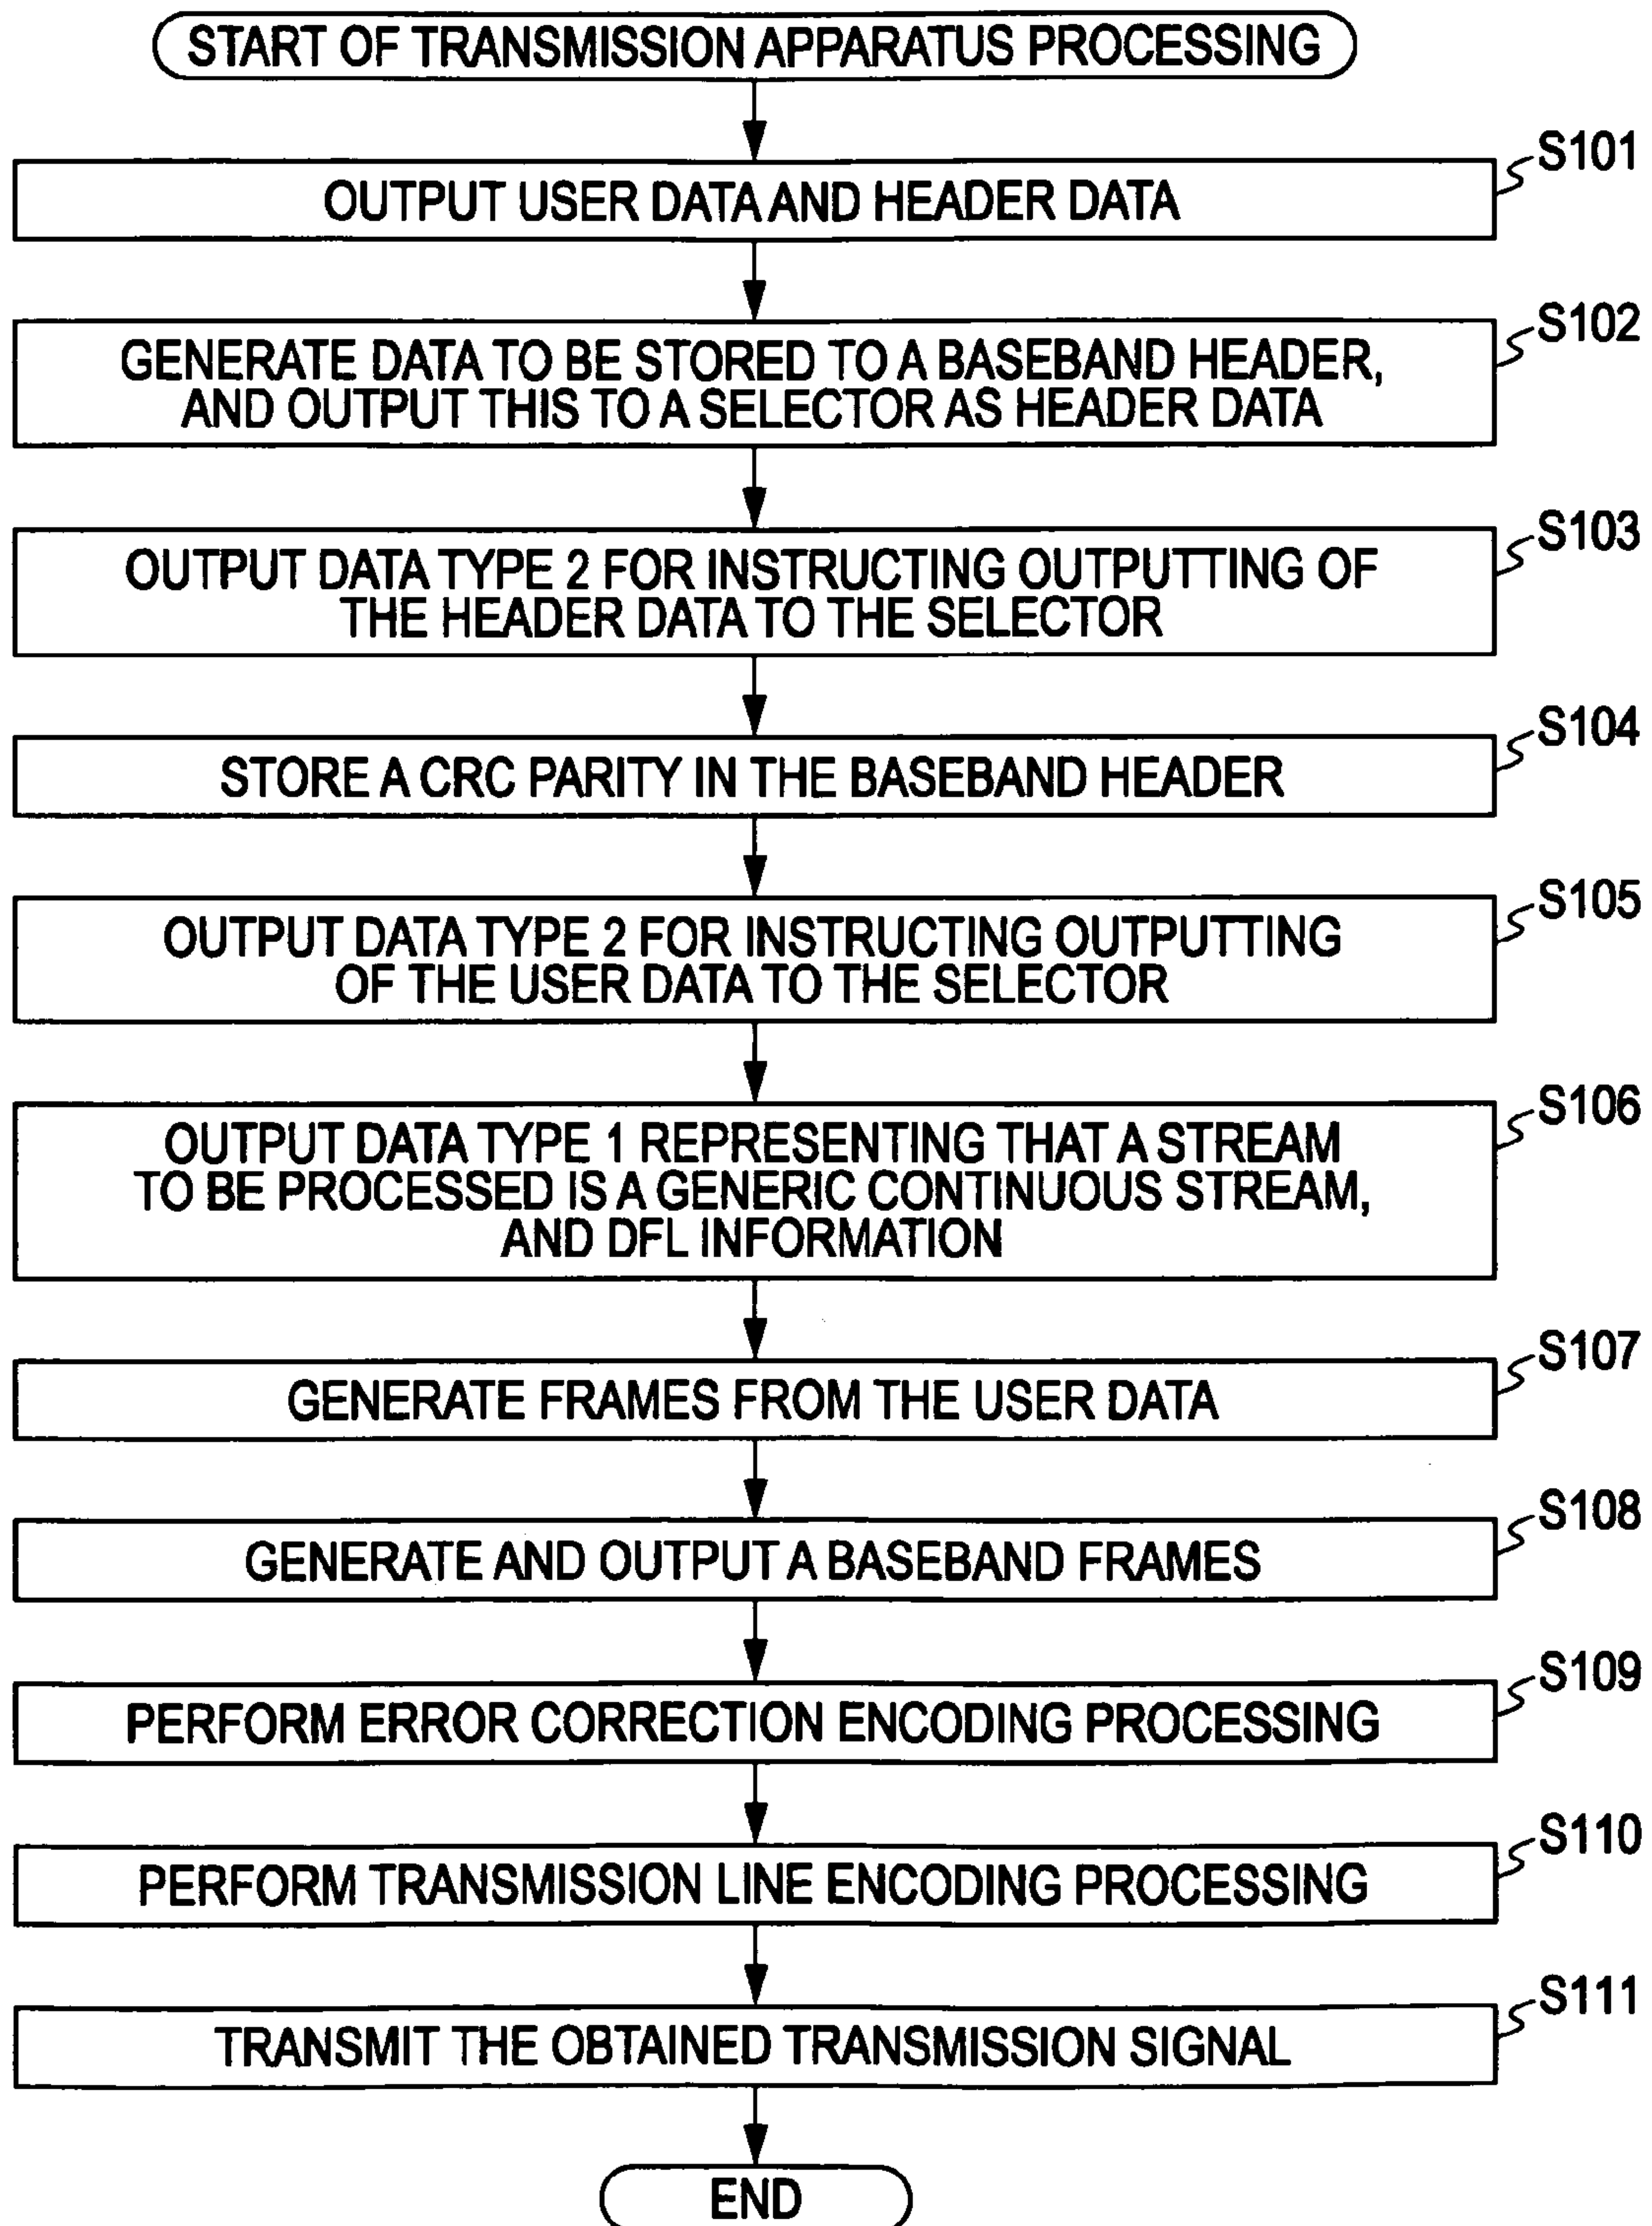 START OF TRANSMISSION APPARATUS PROCESSING
S101
OUTPUT USER DATA AND HEADER DATA
S102
GENERATE DATA TO BE STORED TO A BASEBAND HEADER,
AND OUTPUT THIS TO A SELECTOR AS HEADER DATA
S103
OUTPUT DATA TYPE 2 FOR INSTRUCTING OUTPUTTING OF
THE HEADER DATA TO THE SELECTOR
S104
STORE A CRC PARITY IN THE BASEBAND HEADER
S105
OUTPUT DATA TYPE 2 FOR INSTRUCTING OUTPUTTING
OF THE USER DATA TO THE SELECTOR
S106
OUTPUT DATA TYPE 1 REPRESENTING THAT A STREAM
TO BE PROCESSED IS A GENERIC CONTINUOUS STREAM,
AND DFL INFORMATION
S107
GENERATE FRAMES FROM THE USER DATA
S108
GENERATE AND OUTPUT A BASEBAND FRAMES
S109
PERFORM ERROR CORRECTION ENCODING PROCESSING
S110
PERFORM TRANSMISSION LINE ENCODING PROCESSING
S111
TRANSMIT THE OBTAINED TRANSMISSION SIGNAL
END